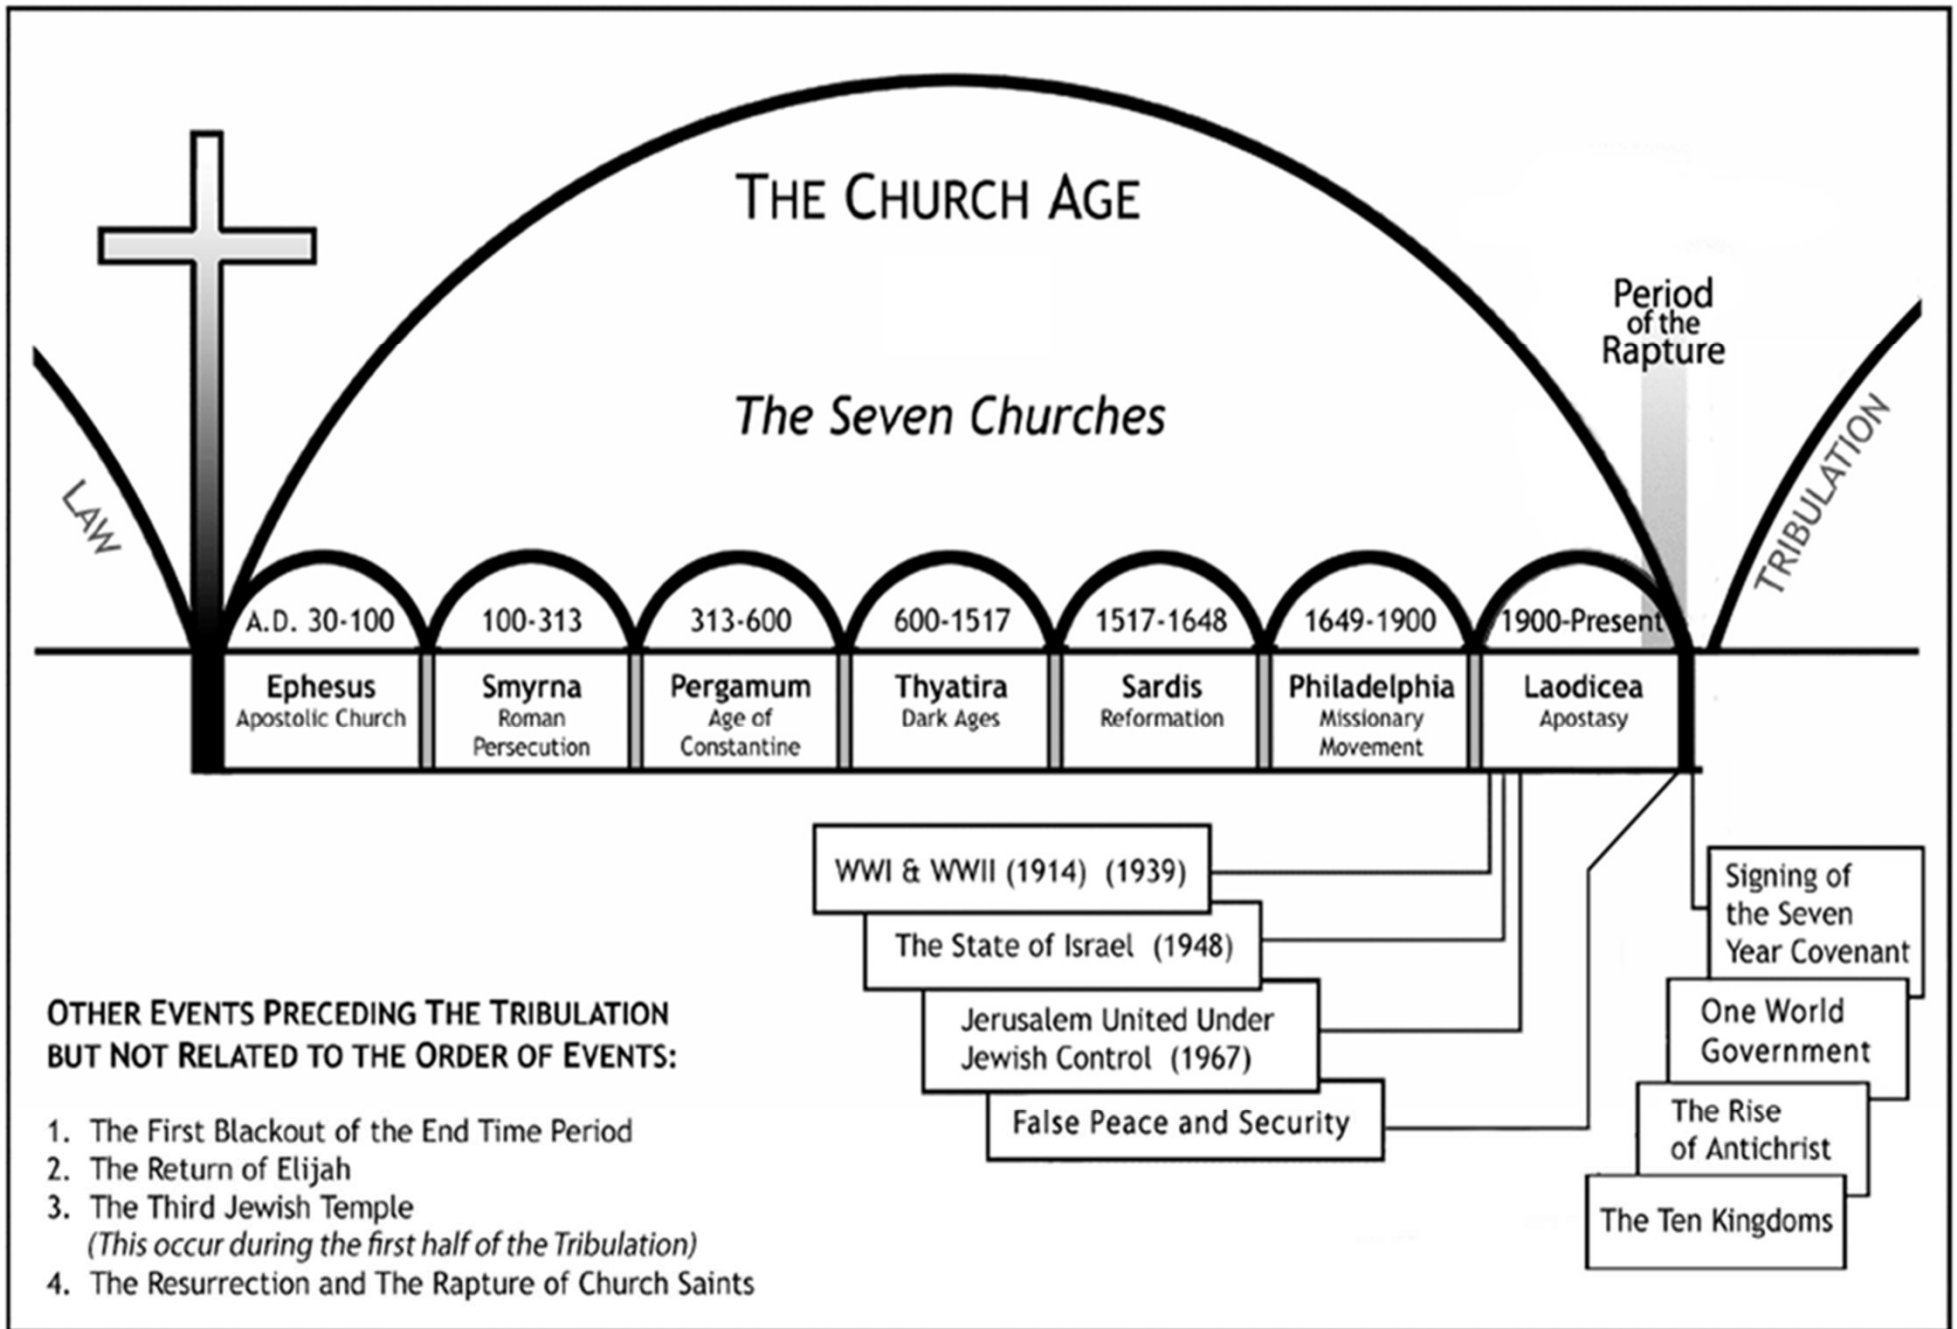 THE CHURCH AGE
The Seven Churches
Period
of the
Rapture
LAW
TRIBULATION
A.D. 30-100
100-313
313-600
600-1517
1517-1648
1649-1900
1900-Present
Ephesus
Apostolic Church
Smyrna
Roman
Persecution
Pergamum
Age of
Constantine
Thyatira
Dark Ages
Sardis
Reformation
Philadelphia
Missionary
Movement
Laodicea
Apostasy
WWI & WWII (1914) (1939)
The State of Israel (1948)
Jerusalem United Under
Jewish Control (1967)
False Peace and Security
Signing of
the Seven
Year Covenant
One World
Government
The Rise
of Antichrist
The Ten Kingdoms
OTHER EVENTS PRECEDING THE TRIBULATION
BUT NOT RELATED TO THE ORDER OF EVENTS:
1. The First Blackout of the End Time Period
2. The Return of Elijah
3. The Third Jewish Temple
(This occur during the first half of the Tribulation)
4. The Resurrection and The Rapture of Church Saints